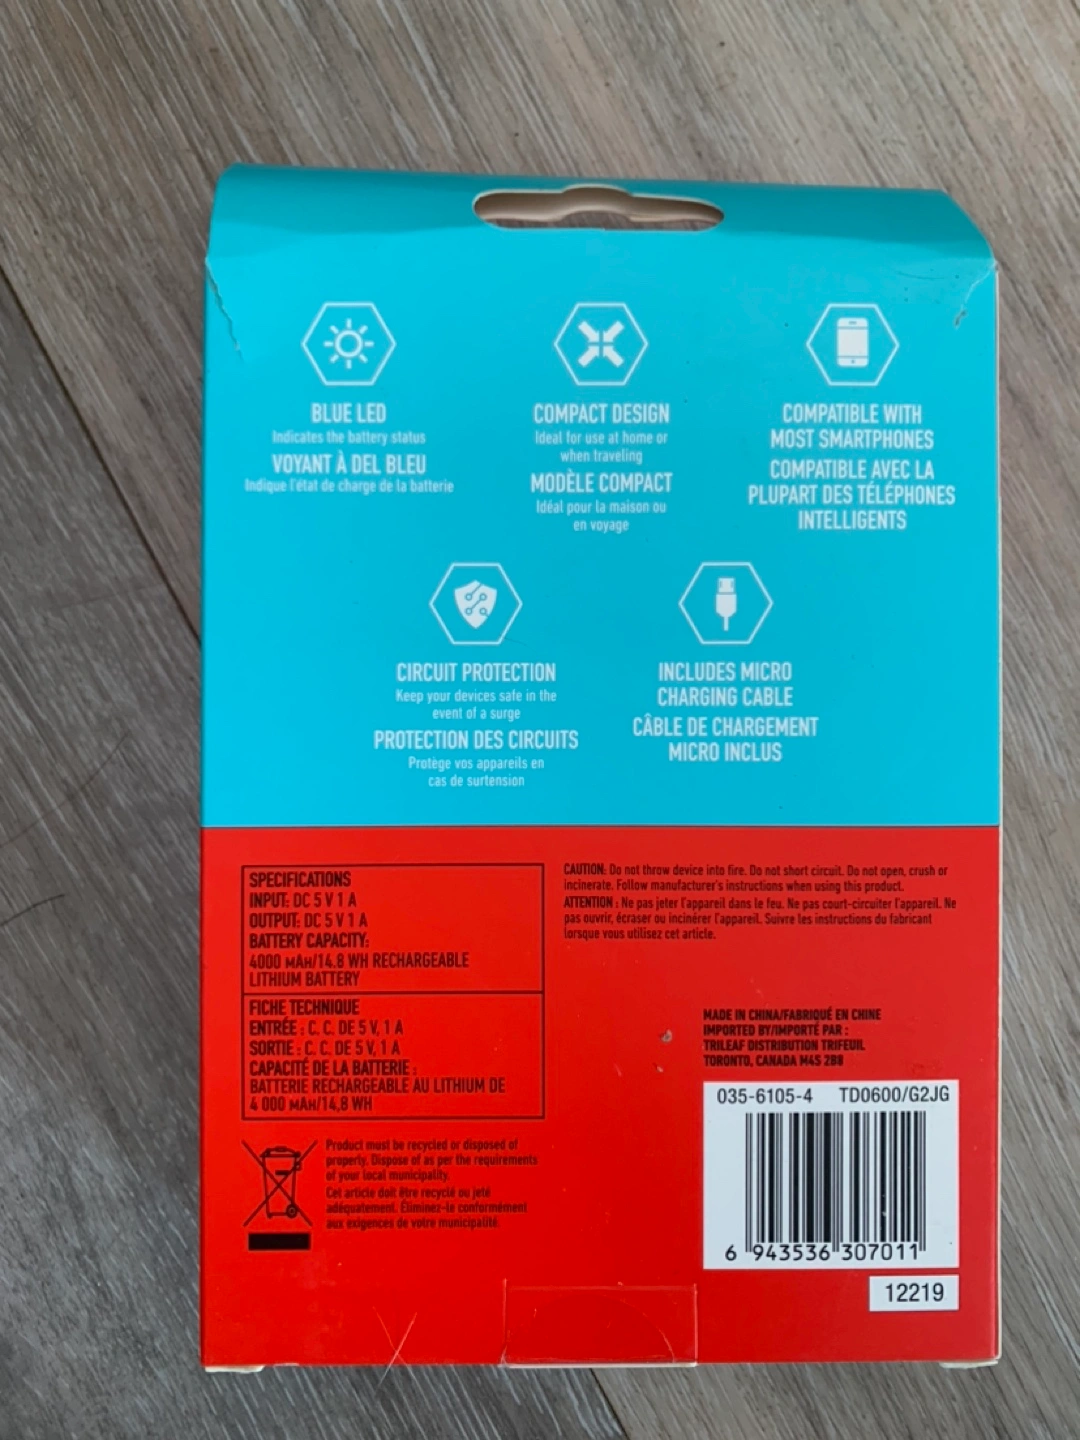 BLUE LED
Indicates the battery status
VOYANT À DEL BLEU
Indique l'état de charge de la batterie
COMPACT DESIGN
Ideal for use at home or
when traveling
MODÈLE COMPACT
Idéal pour la maison ou
en voyage
COMPATIBLE WITH
MOST SMARTPHONES
COMPATIBLE AVEC LA
PLUPART DES TÉLÉPHONES
INTELLIGENTS
CIRCUIT PROTECTION
Keep your devices safe in the
event of a surge
PROTECTION DES CIRCUITS
Protège vos appareils en
cas de surtension
INCLUDES MICRO
CHARGING CABLE
CÂBLE DE CHARGEMENT
MICRO INCLUS
SPECIFICATIONS
INPUT: DC 5 V 1 A
OUTPUT: DC 5 V 1 A
BATTERY CAPACITY:
4000 MAH/14.8 WH RECHARGEABLE
LITHIUM BATTERY
FICHE TECHNIQUE
ENTRÉE : C. C. DE 5 V, 1 A
SORTIE : C. C. DE 5 V, 1 A
CAPACITÉ DE LA BATTERIE :
BATTERIE RECHARGEABLE AU LITHIUM DE
4 000 MAH/14,8 WH
CAUTION: Do not throw device into fire. Do not short circuit. Do not open, crush or
incinerate. Follow manufacturer's instructions when using this product.
ATTENTION : Ne pas jeter l'appareil dans le feu. Ne pas court-circuiter l'appareil. Ne
pas ouvrir, écraser ou incinérer l'appareil. Suivre les instructions du fabricant
lorsque vous utilisez cet article.
MADE IN CHINA/FABRIQUÉ EN CHINE
IMPORTED BY/IMPORTÉ PAR :
TRILEAF DISTRIBUTION TRIFEUIL
TORONTO, CANADA M4S 2B8
035-6105-4 TD0600/G2JG
6 943536 307011
12219
Product must be recycled or disposed of
properly. Dispose of as per the requirements
of your local municipality.
Cet article doit être recyclé ou jeté
adéquatement. Éliminez-le conformément
aux exigences de votre municipalité.